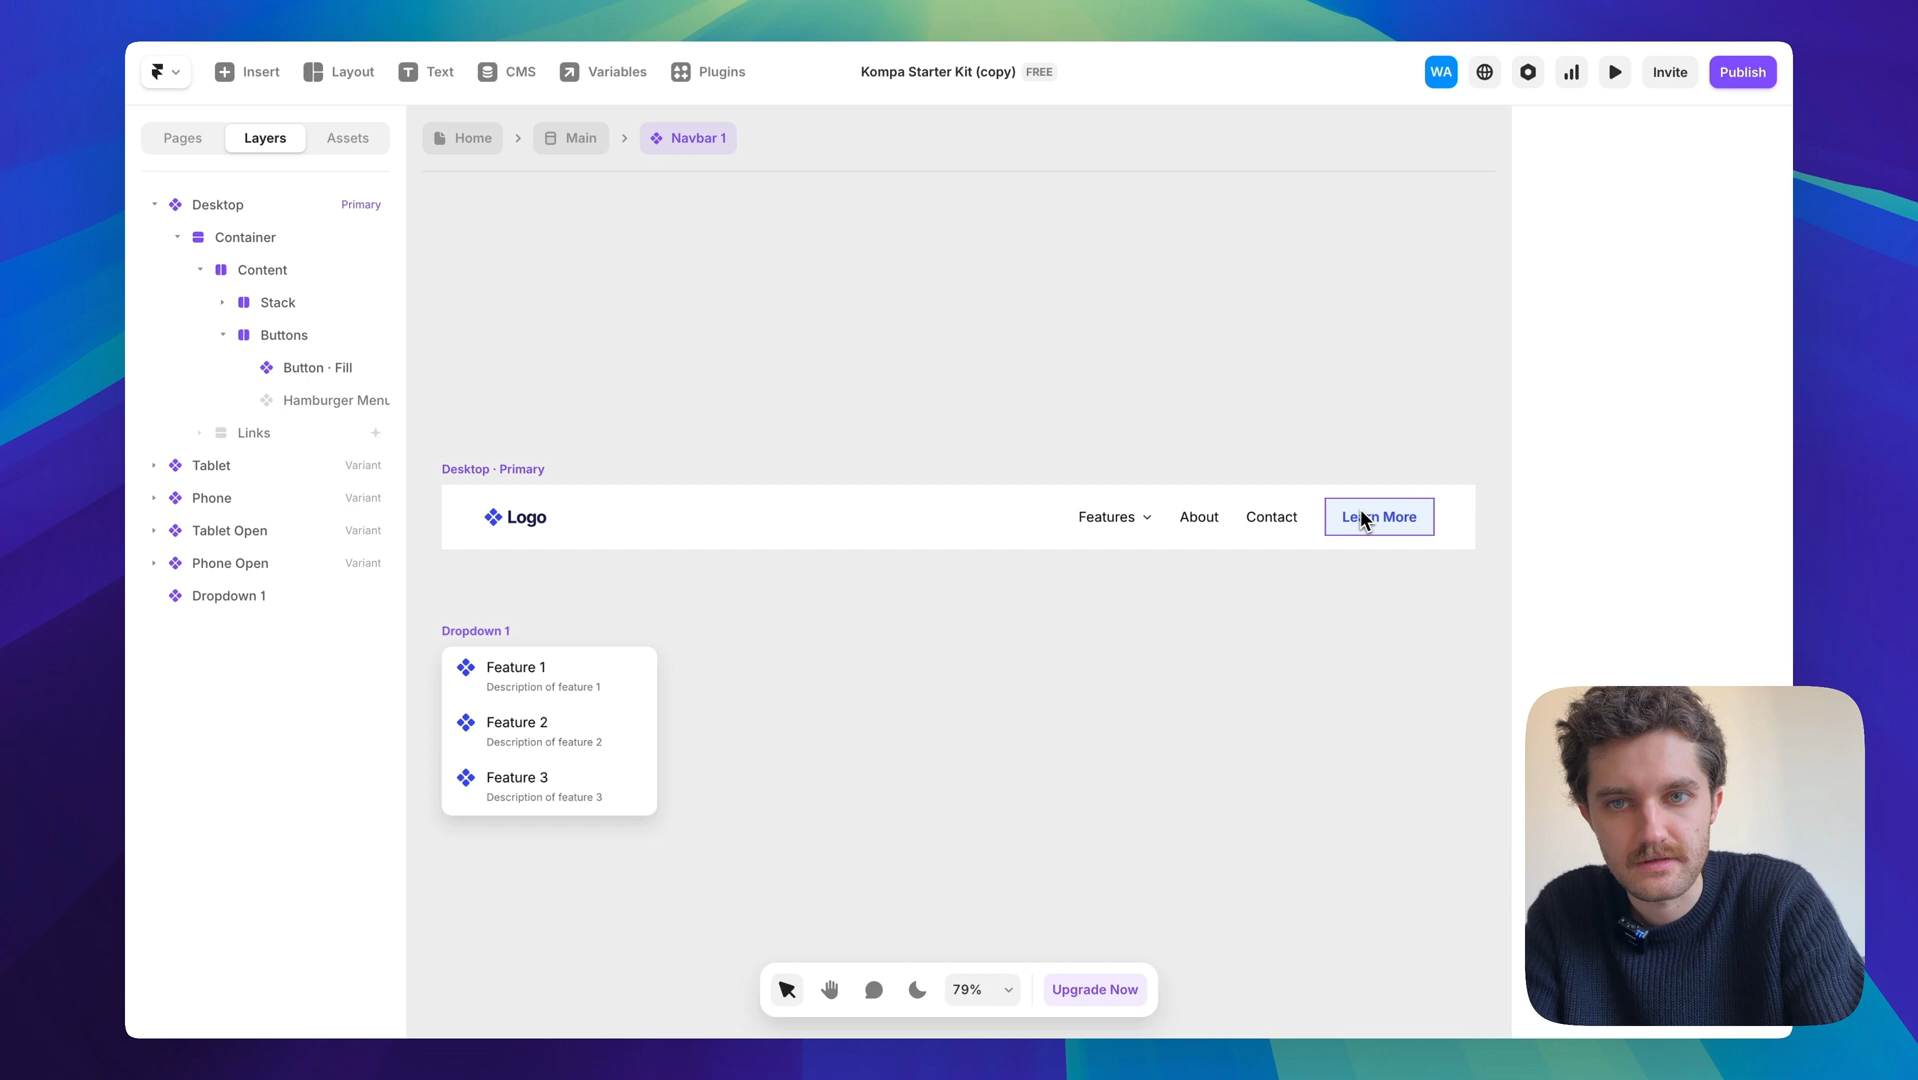 Insert
Layout
Text
CMS
Variables
Plugins
Kompa Starter Kit (copy)
FREE
WA
Invite
Publish
Pages
Layers
Assets
Home
Main
Navbar 1
Desktop
Primary
Container
Content
Stack
Buttons
Button · Fill
Hamburger Menu
Links
Tablet
Variant
Phone
Variant
Tablet Open
Variant
Phone Open
Variant
Dropdown 1
Desktop · Primary
Logo
Features
About
Contact
Learn More
Dropdown 1
Feature 1
Description of feature 1
Feature 2
Description of feature 2
Feature 3
Description of feature 3
79%
Upgrade Now